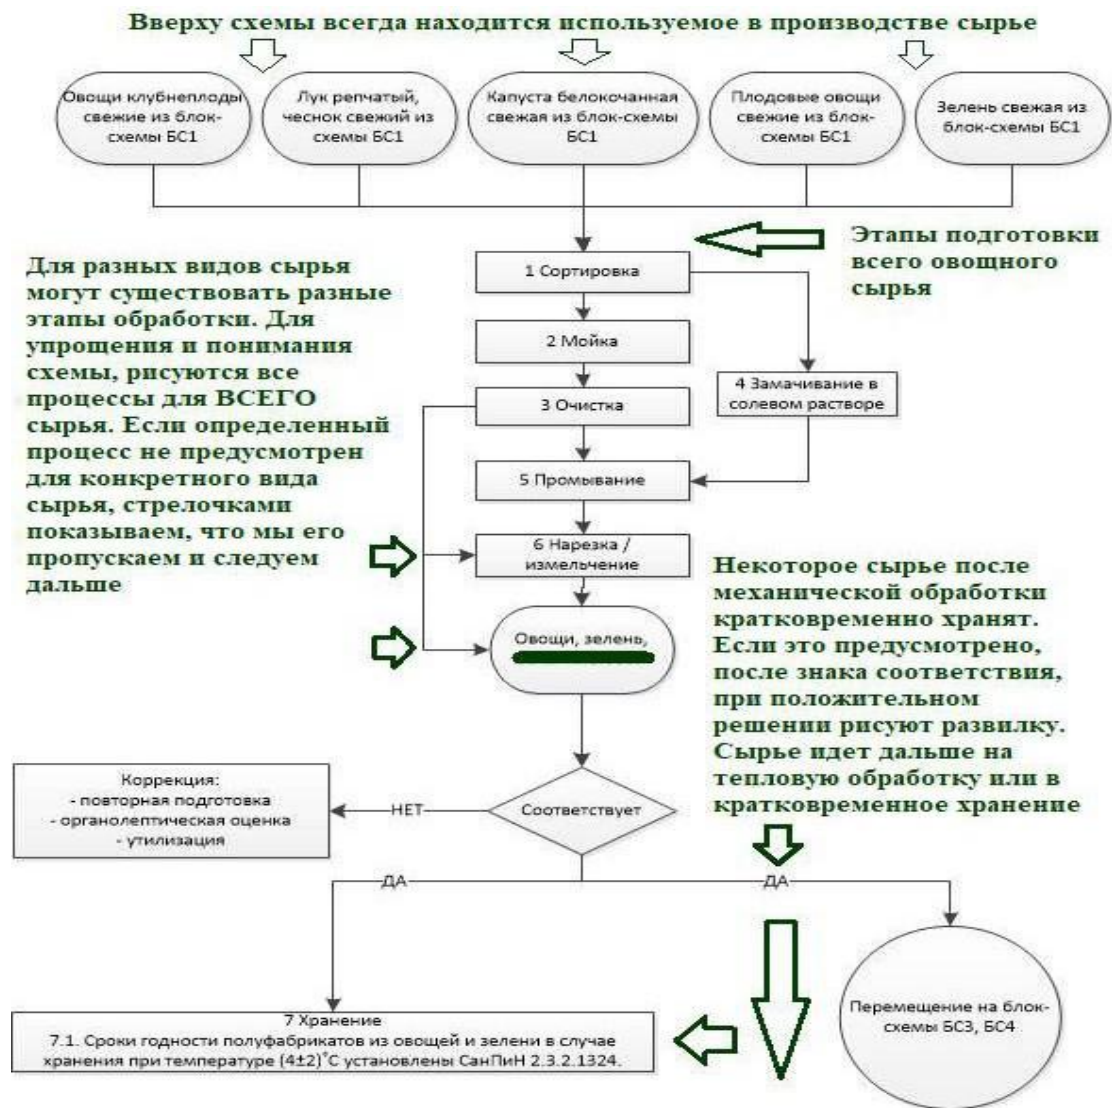 Вверху схемы всегда находится используемое в производстве сырье
Овощи клубнеплоды
свежие из блок-
схемы БС1
Лук репчатый,
чеснок свежий из
схемы БС1
Капуста белокочанная
свежая из блок-схемы
БС1
Плодовые овощи
свежие из блок-
схемы БС1
Зелень свежая из
блок-схемы БС1
Этапы подготовки
всего овощного
сырья
Для разных видов сырья
могут существовать разные
этапы обработки. Для
упрощения и понимания
схемы, рисуются все
процессы для ВСЕГО
сырья. Если определенный
процесс не предусмотрен
для конкретного вида
сырья, стрелочками
показываем, что мы его
пропускаем и следуем
дальше
1 Сортировка
2 Мойка
3 Очистка
4 Замачивание в
солевом растворе
5 Промывание
6 Нарезка /
измельчение
Овощи, зелень,
Некоторое сырье после
механической обработки
кратковременно хранят.
Если это предусмотрено,
после знака соответствия,
при положительном
решении рисуют развилку.
Сырье идет дальше на
тепловую обработку или в
кратковременное хранение
Коррекция:
- повторная подготовка
- органолептическая оценка
- утилизация
НЕТ
Соответствует
ДА
ДА
7 Хранение
7.1. Сроки годности полуфабрикатов из овощей и зелени в случае
хранения при температуре (4±2)˚С установлены СанПиН 2.3.2.1324.
Перемещение на блок-
схемы БС3, БС4